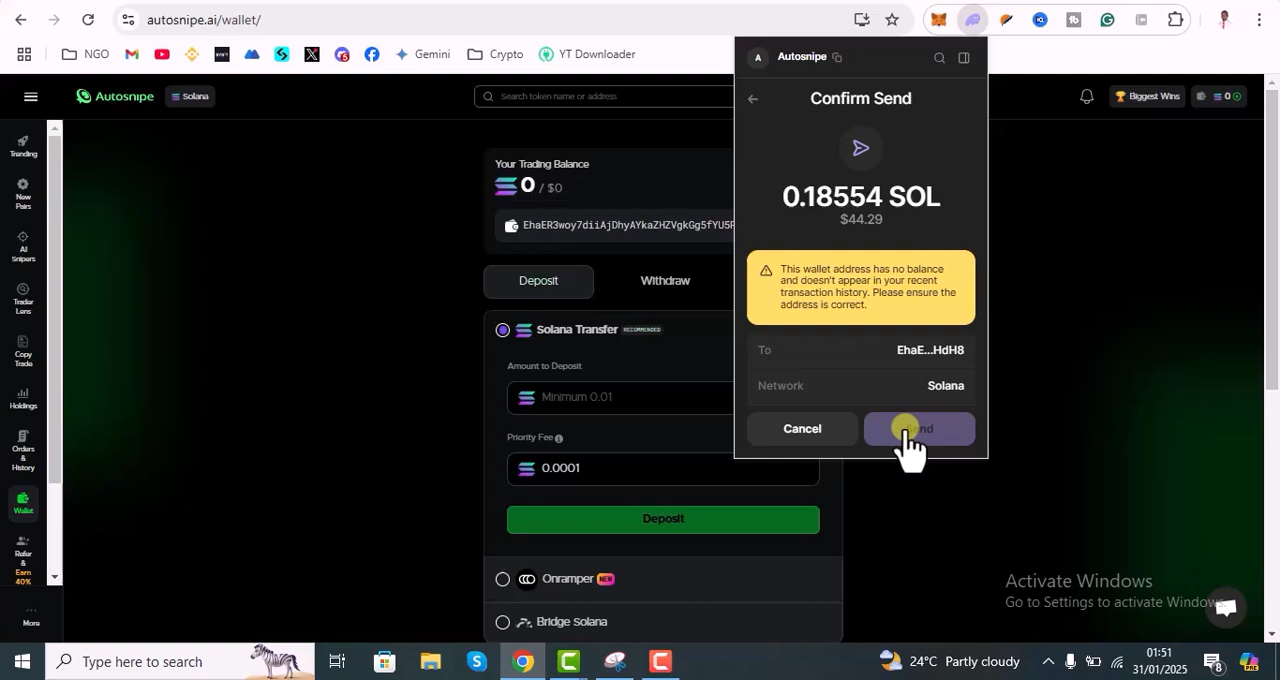 autosnipe.ai/wallet/
NGO
Gemini
Crypto
YT Downloader
Autosnipe
Solana
Search token name or address
Biggest Wins
0
Trending
New
Pairs
AI
Snipers
Trader
Lens
Copy
Trade
Holdings
Orders
&
History
Wallet
Refer
&
Earn
40%
More
Your Trading Balance
0 / $0
EhaER3woy7diiAjDhyAYkaZHZVgkGg5fYU5F
Deposit
Withdraw
Solana Transfer RECOMMENDED
Amount to Deposit
Minimum 0.01
Priority Fee
0.0001
Deposit
Onramper NEW
Bridge Solana
A
Autosnipe
Confirm Send
0.18554 SOL
$44.29
This wallet address has no balance
and doesn't appear in your recent
transaction history. Please ensure the
address is correct.
To EhaE...HdH8
Network Solana
Cancel
Send
Activate Windows
Go to Settings to activate Windows.
Type here to search
24°C Partly cloudy
01:51
31/01/2025
8